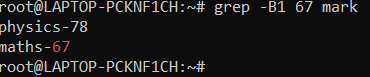 root@LAPTOP-PCKNF1CH:~# grep -B1 67 mark
physics-78
maths-67
root@LAPTOP-PCKNF1CH:~#